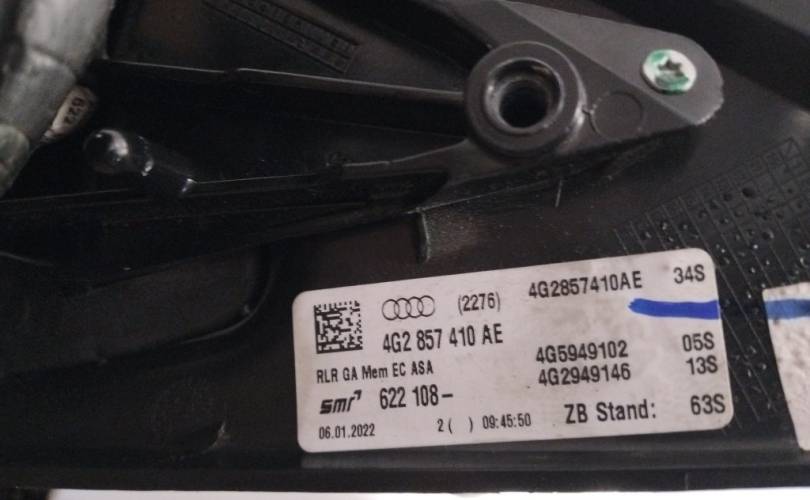 (2276) 4G2857410AE 34S
4G2 857 410 AE
RLR GA Mem EC ASA
4G5949102 05S
4G2949146 13S
smr 622 108-
ZB Stand: 63S
06.01.2022 2 ( ) 09:45:50
622